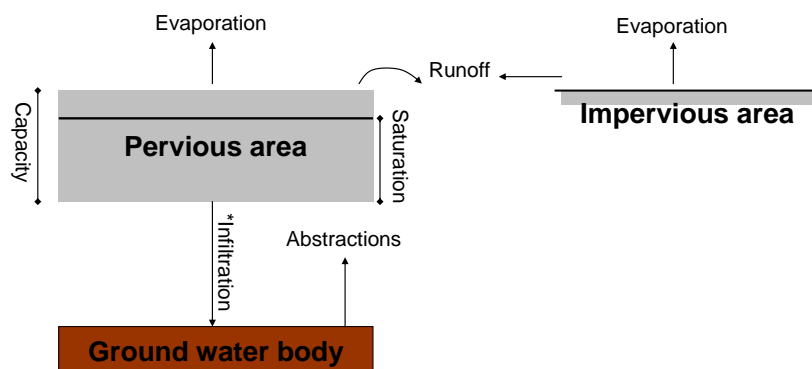 Evaporation
Evaporation
Runoff
Capacity
Saturation
Pervious area
Impervious area
*Infiltration
Abstractions
Ground water body